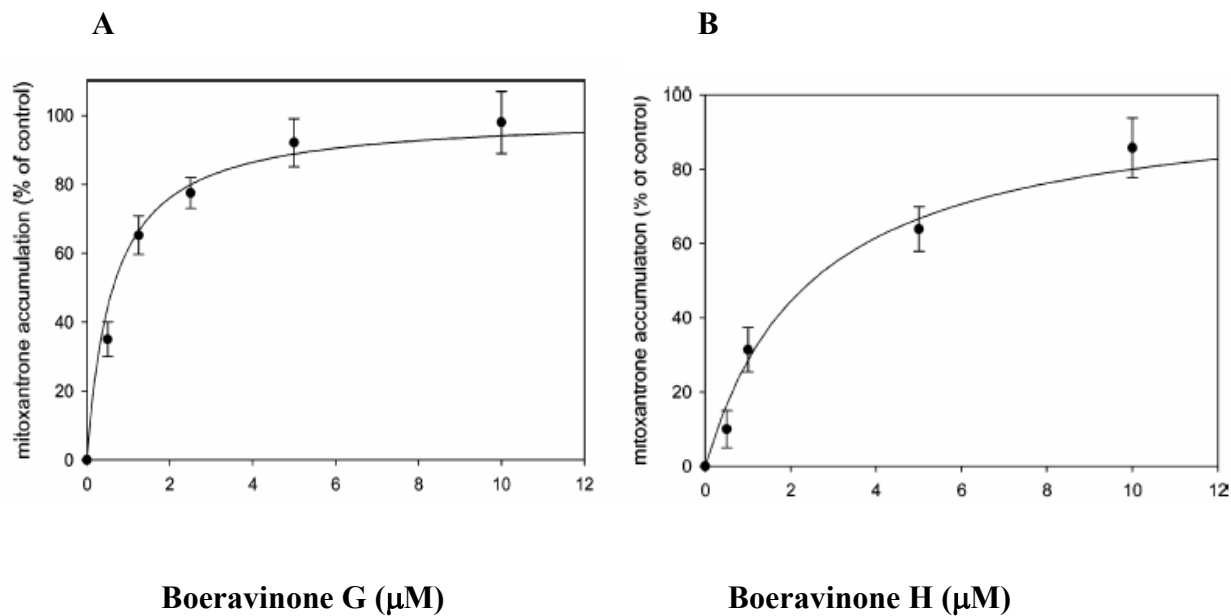 A
B
mitoxantrone accumulation (% of control)
100
80
60
40
20
0
0 2 4 6 8 10 12
mitoxantrone accumulation (% of control)
100
80
60
40
20
0
0 2 4 6 8 10 12
Boeravinone G (μM)
Boeravinone H (μM)